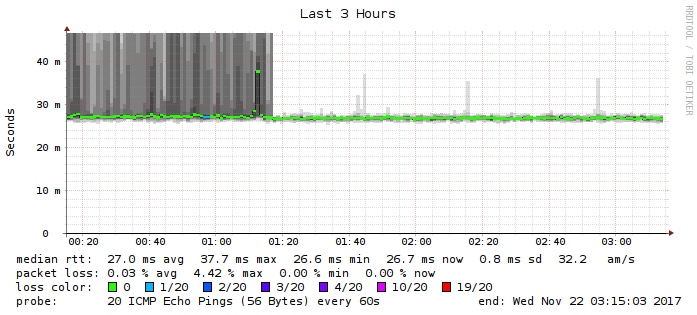 Last 3 Hours
RRDTOOL / TOBI OETIKER
Seconds
40 m
30 m
20 m
10 m
0
00:20 00:40 01:00 01:20 01:40 02:00 02:20 02:40 03:00
median rtt: 27.0 ms avg 37.7 ms max 26.6 ms min 26.7 ms now 0.8 ms sd 32.2 am/s
packet loss: 0.03 % avg 4.42 % max 0.00 % min 0.00 % now
loss color: 0 1/20 2/20 3/20 4/20 10/20 19/20
probe: 20 ICMP Echo Pings (56 Bytes) every 60s end: Wed Nov 22 03:15:03 2017